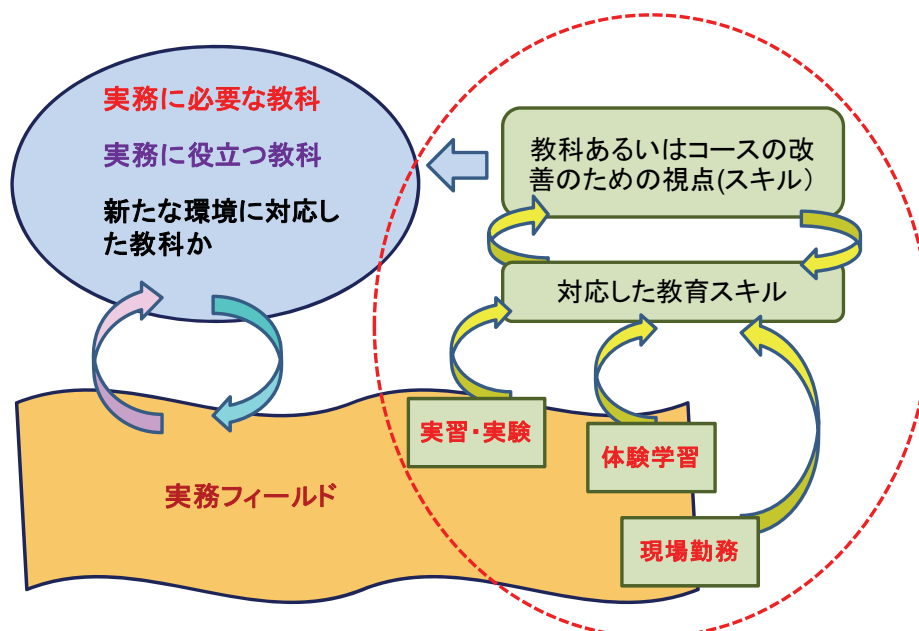 実務に必要な教科
実務に役立つ教科
新たな環境に対応し
た教科か
教科あるいはコースの改
善のための視点(スキル）
対応した教育スキル
実習・実験
体験学習
現場勤務
実務フィールド